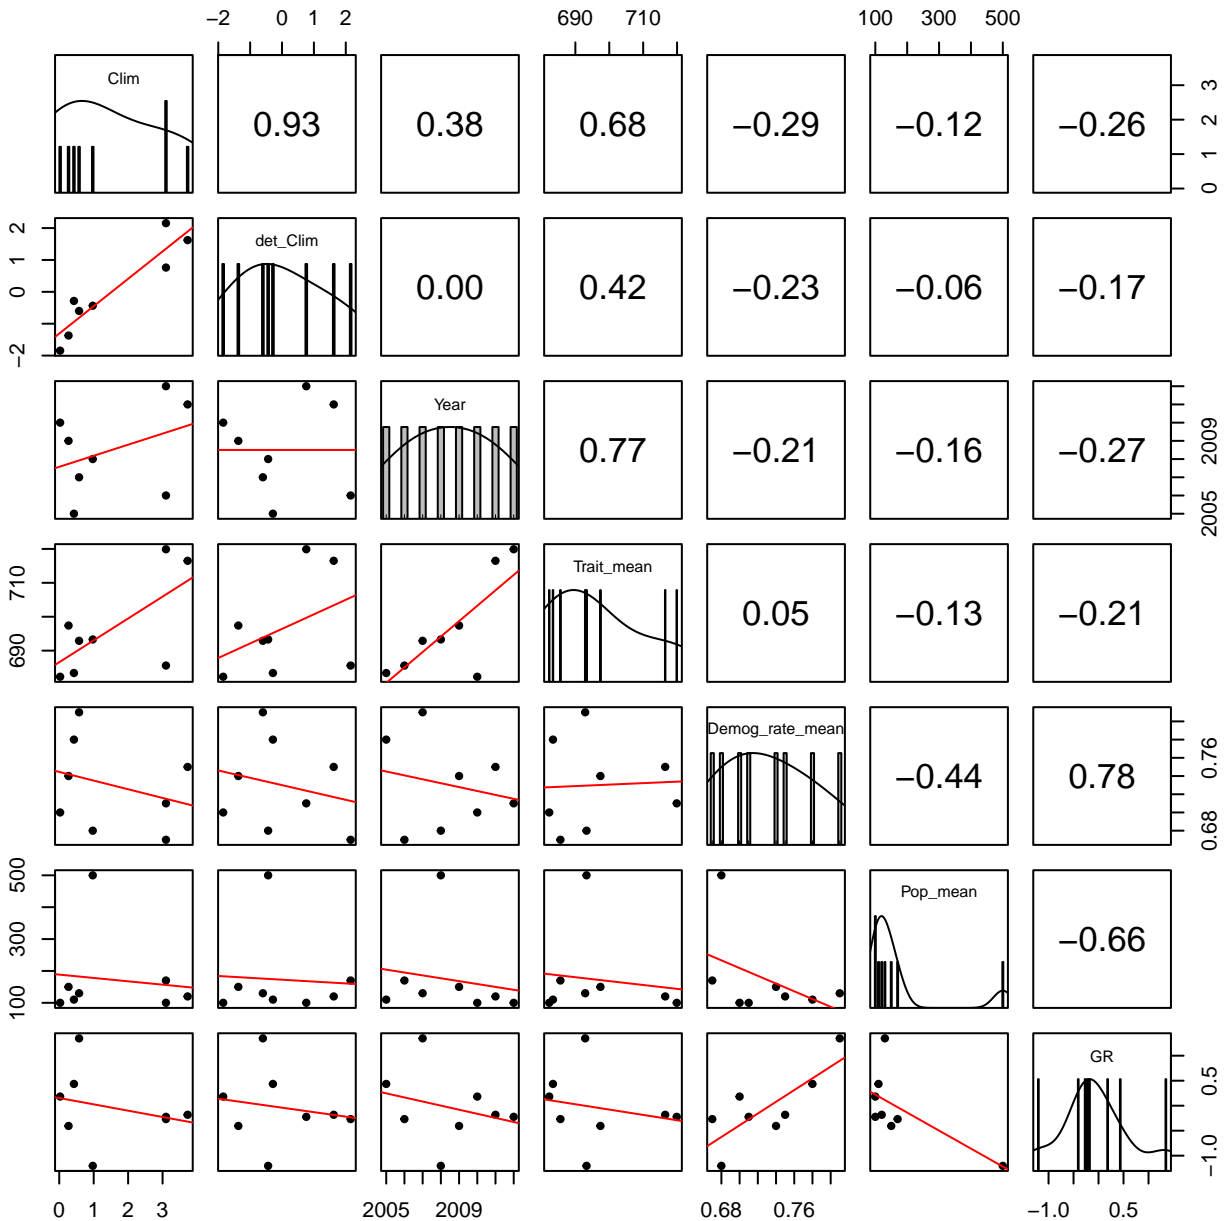 −2 0 1 2 690 710 100 300 500
Clim 0.93 0.38 0.68 −0.29 −0.12 −0.26
0 1 2 3
det_Clim 0.00 0.42 −0.23 −0.06 −0.17
−2 0 1 2
Year 0.77 −0.21 −0.16 −0.27
2005 2009
Trait_mean 0.05 −0.13 −0.21
690 710
Demog_rate_mean −0.44 0.78
0.68 0.76
Pop_mean −0.66
100 300 500
GR
−1.0 0.5
0 1 2 3 2005 2009 0.68 0.76 −1.0 0.5